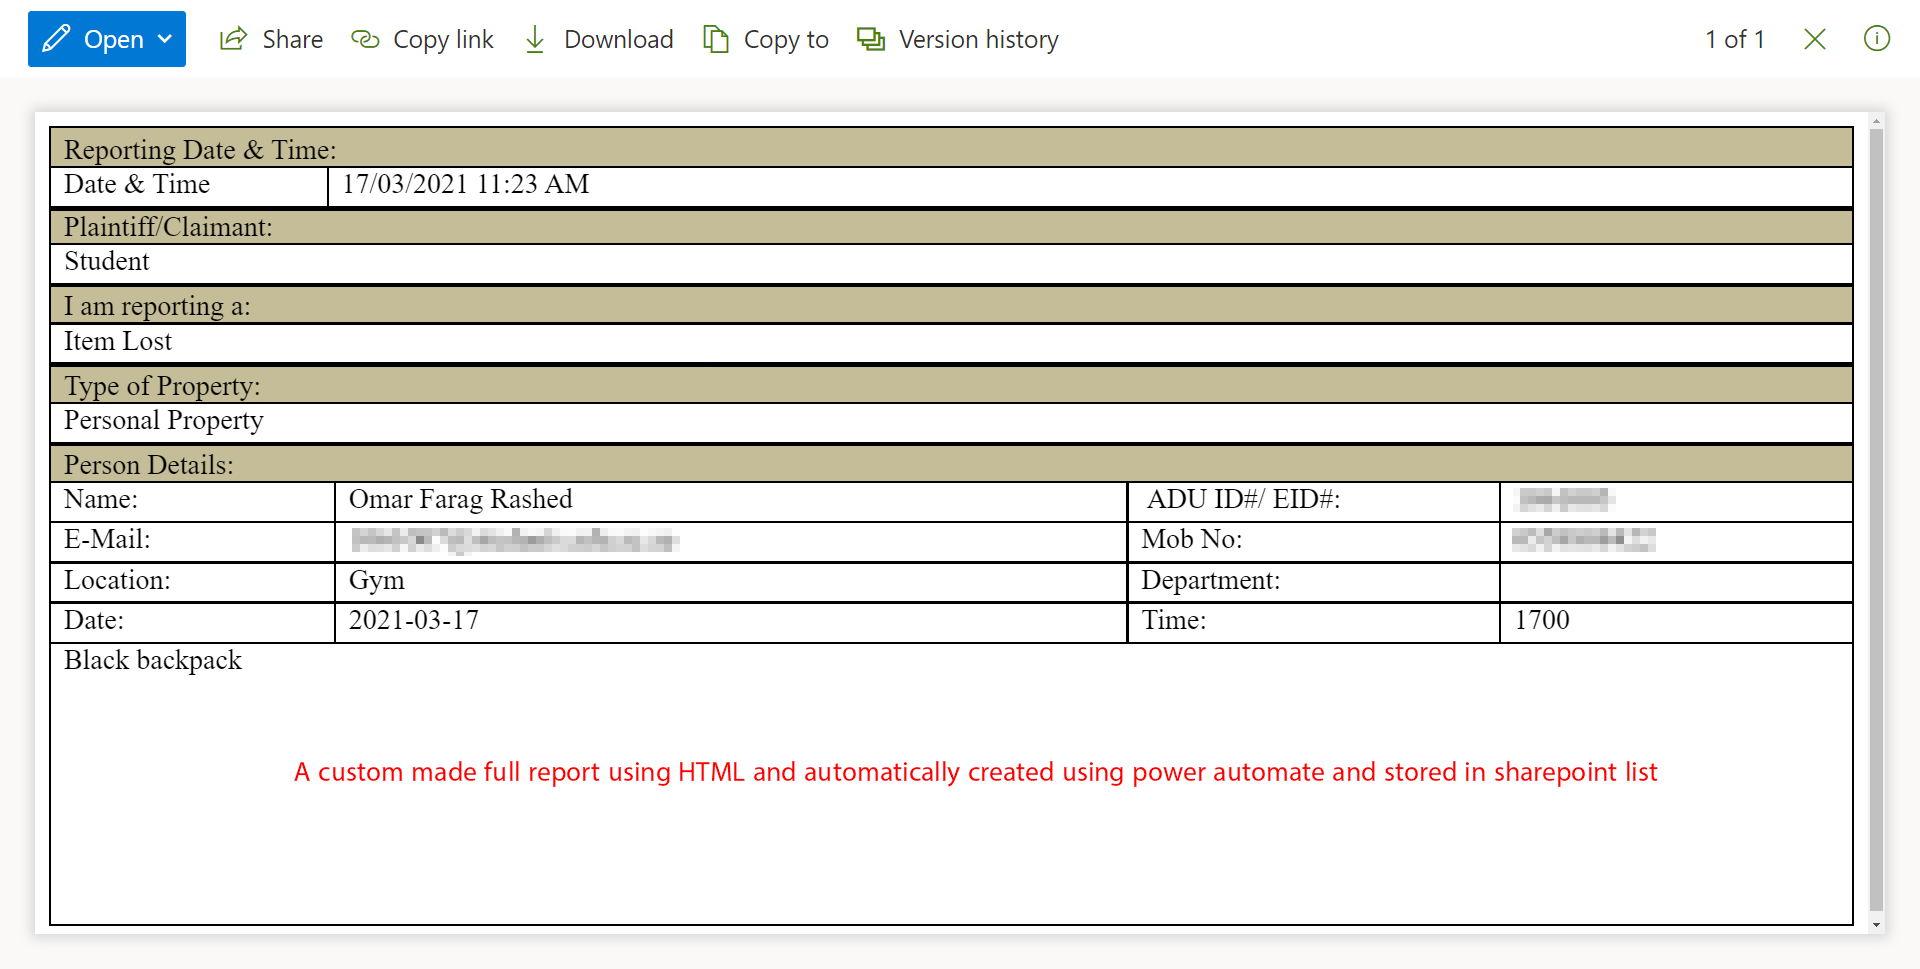 Open Share Copy link Download Copy to Version history 1 of 1
Reporting Date & Time:
Date & Time 17/03/2021 11:23 AM
Plaintiff/Claimant:
Student
I am reporting a:
Item Lost
Type of Property:
Personal Property
Person Details:
Name: Omar Farag Rashed ADU ID#/ EID#:
E-Mail: Mob No:
Location: Gym Department:
Date: 2021-03-17 Time: 1700
Black backpack
A custom made full report using HTML and automatically created using power automate and stored in sharepoint list